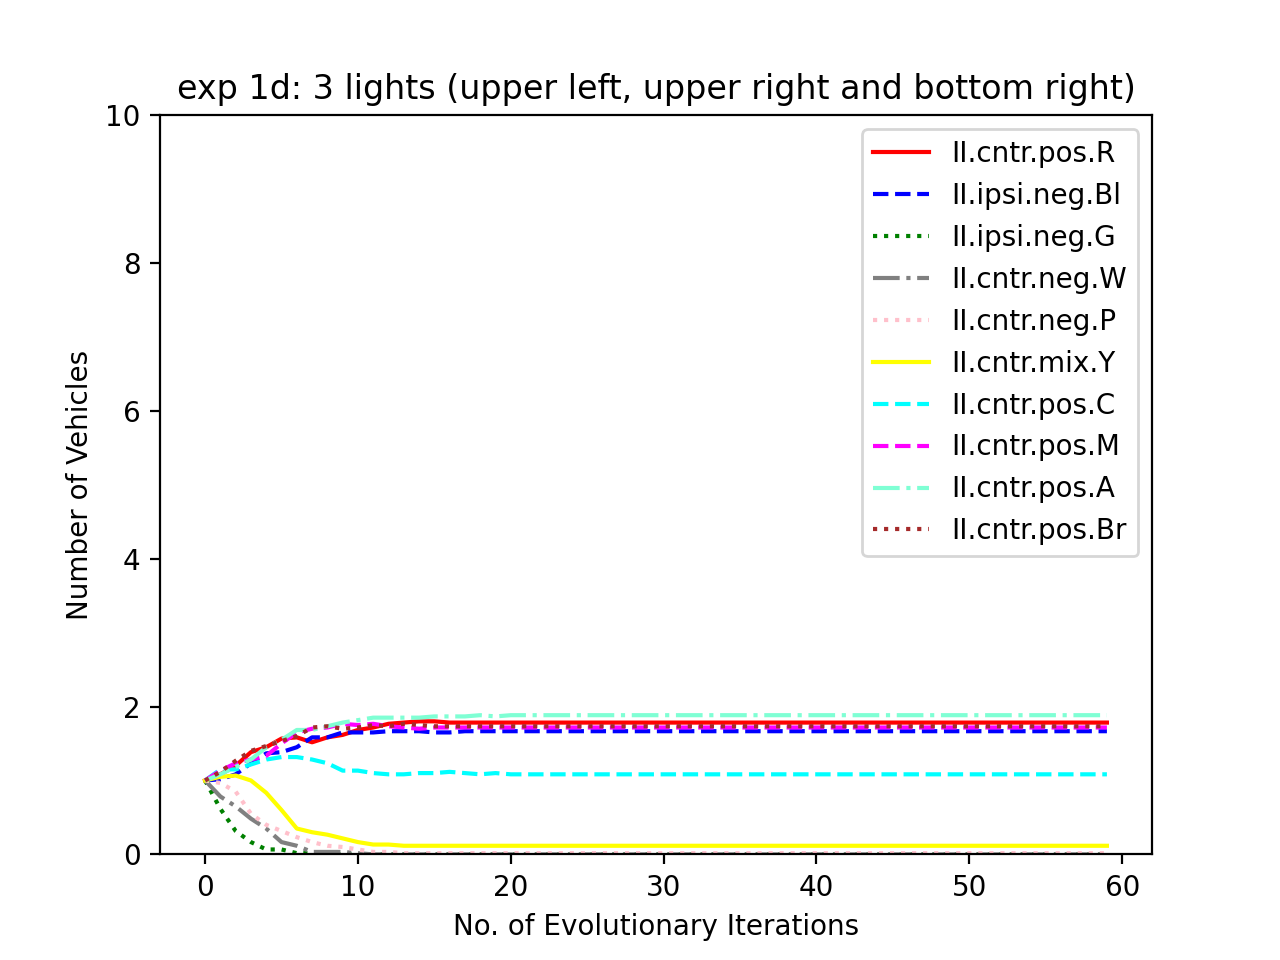 exp 1d: 3 lights (upper left, upper right and bottom right)
10
8
6
4
2
0
Number of Vehicles
II.cntr.pos.R
II.ipsi.neg.Bl
II.ipsi.neg.G
II.cntr.neg.W
II.cntr.neg.P
II.cntr.mix.Y
II.cntr.pos.C
II.cntr.pos.M
II.cntr.pos.A
II.cntr.pos.Br
0 10 20 30 40 50 60
No. of Evolutionary Iterations